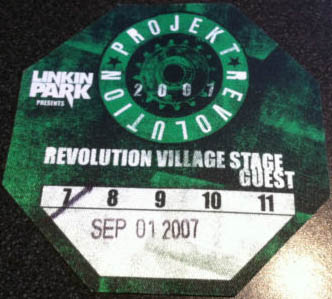 PROJEKT REVOLUTION
2007
LINKIN
PARK
PRESENTS
REVOLUTION VILLAGE STAGE
GUEST
7 8 9 10 11
SEP 01 2007